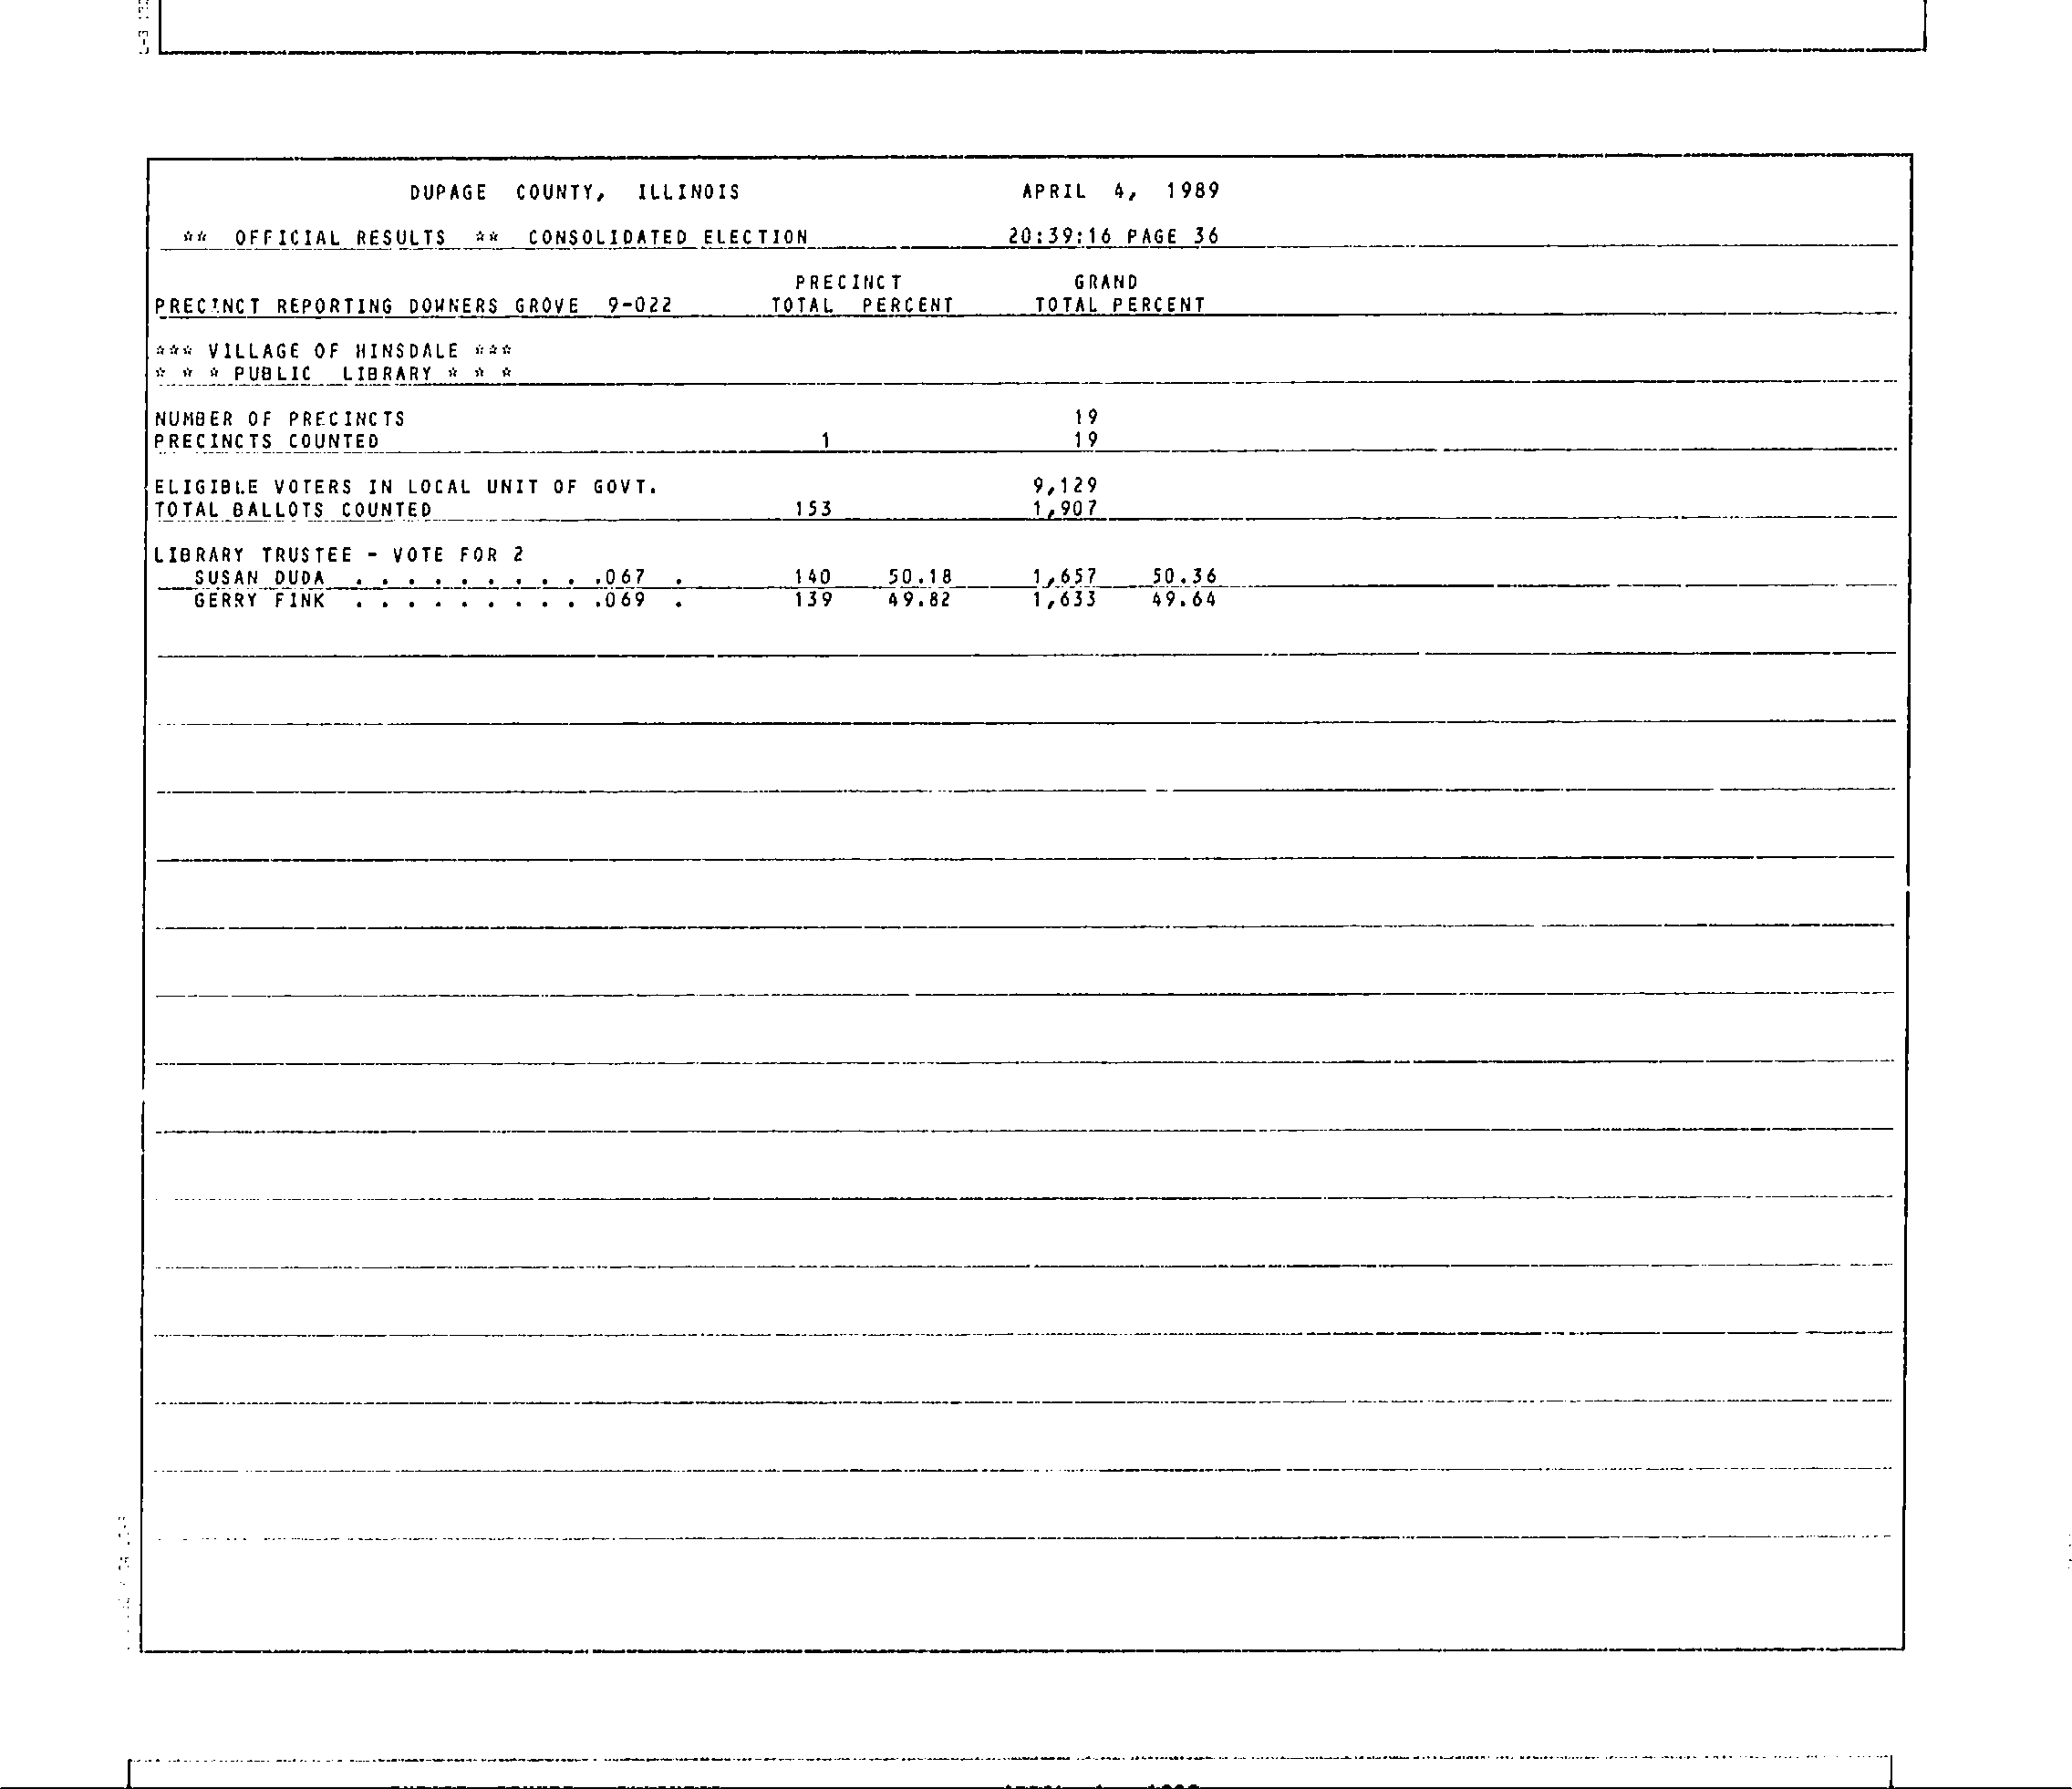 DUPAGE COUNTY, ILLINOIS APRIL 4, 1989
** OFFICIAL RESULTS ** CONSOLIDATED ELECTION 20:39:16 PAGE 36
PRECINCT GRAND
PRECINCT REPORTING DOWNERS GROVE 9-022 TOTAL PERCENT TOTAL PERCENT
*** VILLAGE OF HINSDALE ***
* * * PUBLIC LIBRARY * * *
NUMBER OF PRECINCTS 19
PRECINCTS COUNTED 1 19
ELIGIBLE VOTERS IN LOCAL UNIT OF GOVT. 9,129
TOTAL BALLOTS COUNTED 153 1,907
LIBRARY TRUSTEE - VOTE FOR 2
SUSAN DUDA . . . . . . . . . .067 . 140 50.18 1,657 50.36
GERRY FINK . . . . . . . . . .069 . 139 49.82 1,633 49.64